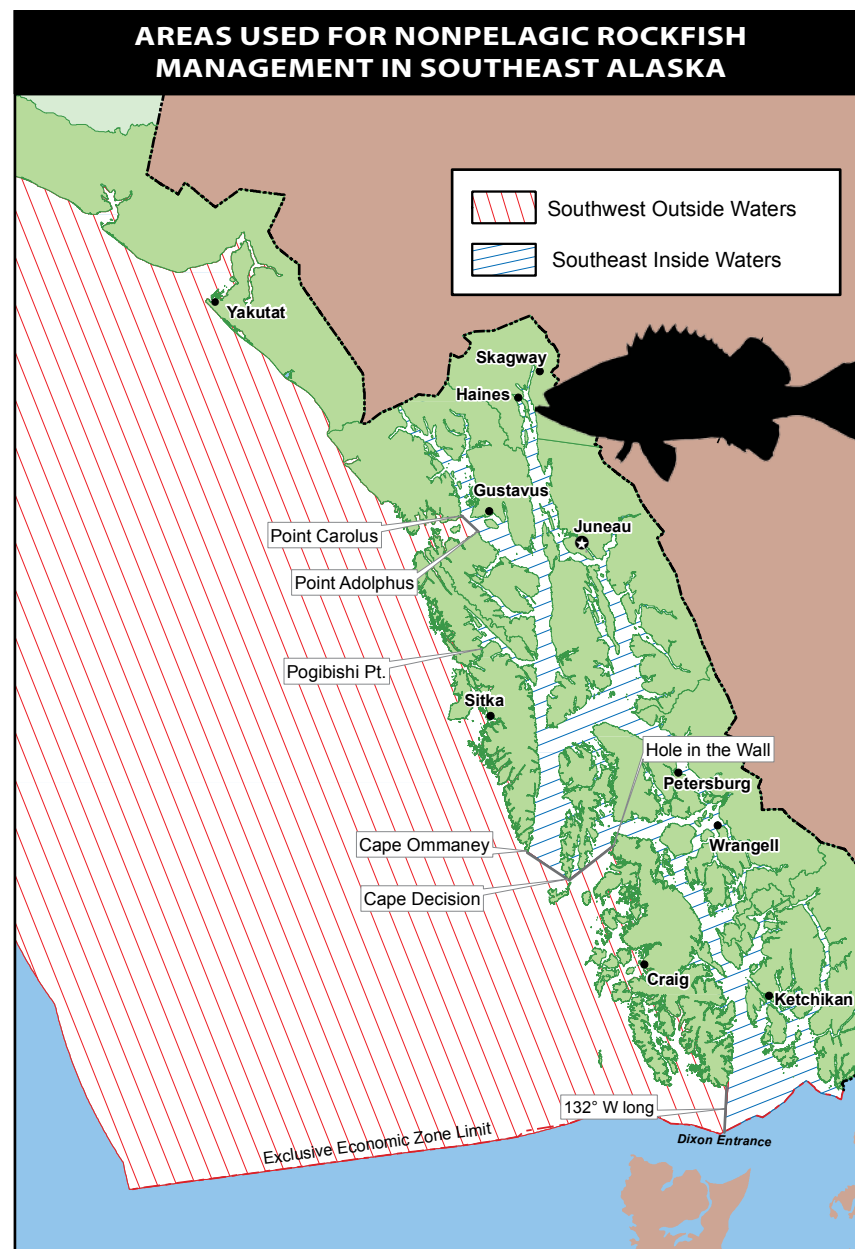 AREAS USED FOR NONPELAGIC ROCKFISH
MANAGEMENT IN SOUTHEAST ALASKA
Southwest Outside Waters
Southeast Inside Waters
Yakutat
Skagway
Haines
Gustavus
Juneau
Point Carolus
Point Adolphus
Pogibishi Pt.
Sitka
Hole in the Wall
Petersburg
Wrangell
Cape Ommaney
Cape Decision
Craig
Ketchikan
132° W long
Exclusive Economic Zone Limit
Dixon Entrance